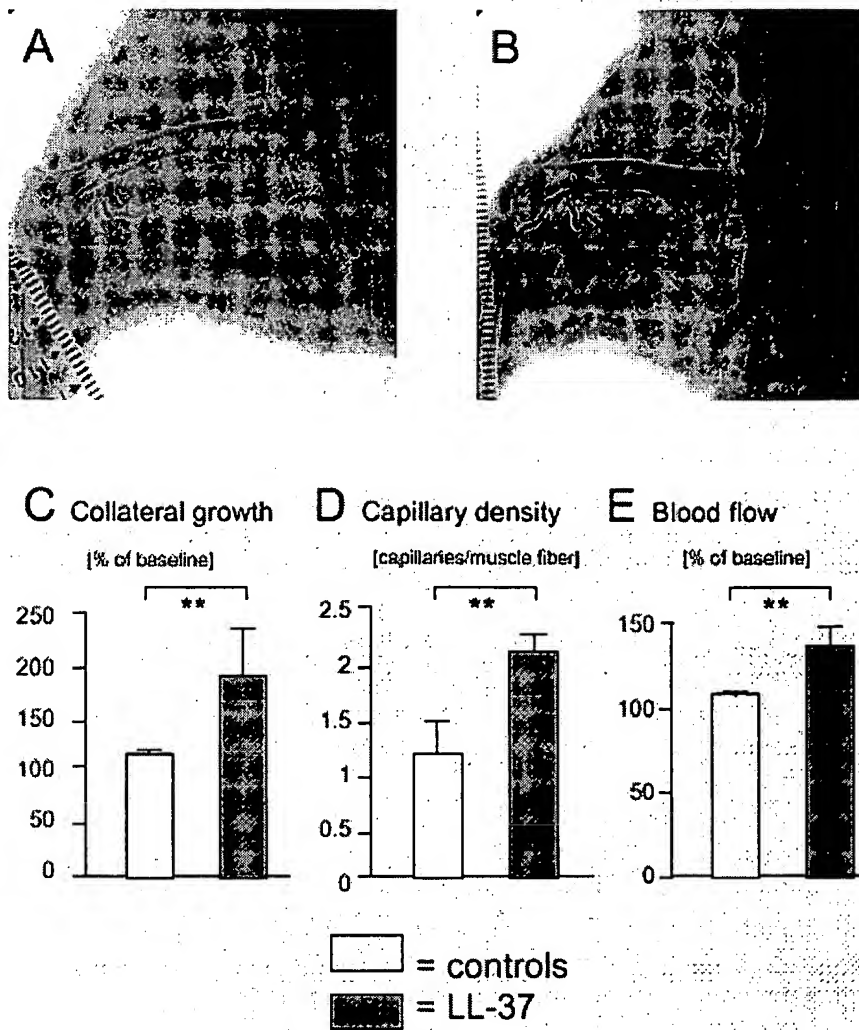 A B
C Collateral growth D Capillary density E Blood flow
[% of baseline] [capillaries/muscle fiber] [% of baseline]
** ** **
250 2.5 150
200 2 100
150 1.5 50
100 1 0
50 0.5
0 0
= controls
= LL-37